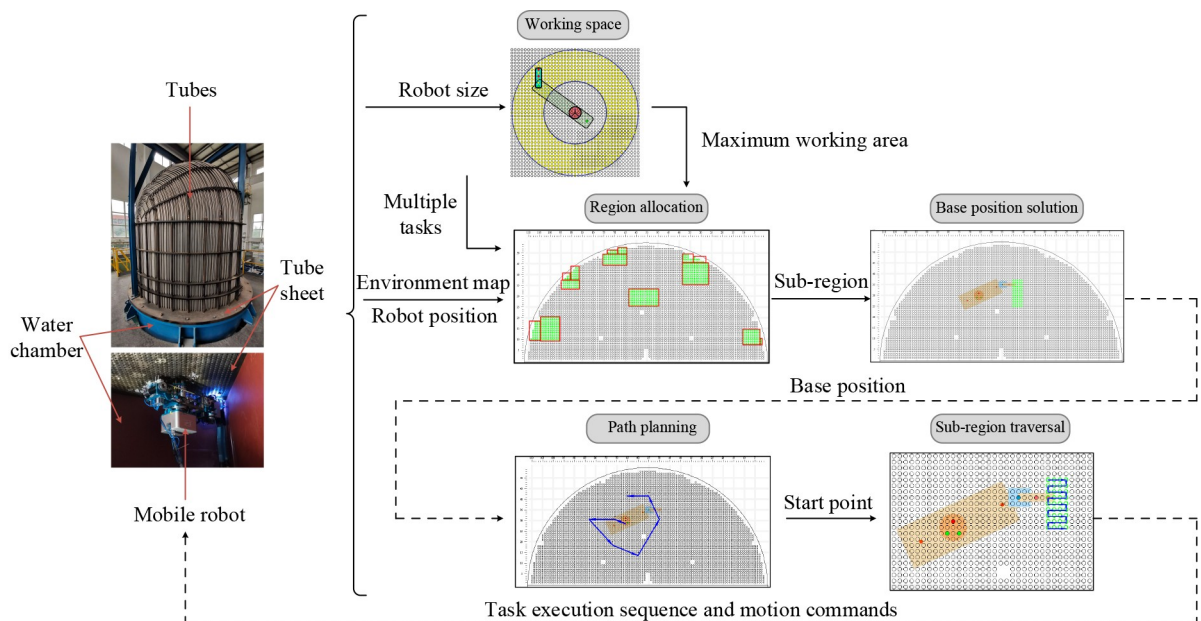 Working space
Tubes
Robot size
Maximum working area
Multiple
tasks
Region allocation
Base position solution
Tube
sheet
Environment map
Robot position
Sub-region
Water
chamber
Base position
Path planning
Sub-region traversal
Start point
Mobile robot
Task execution sequence and motion commands